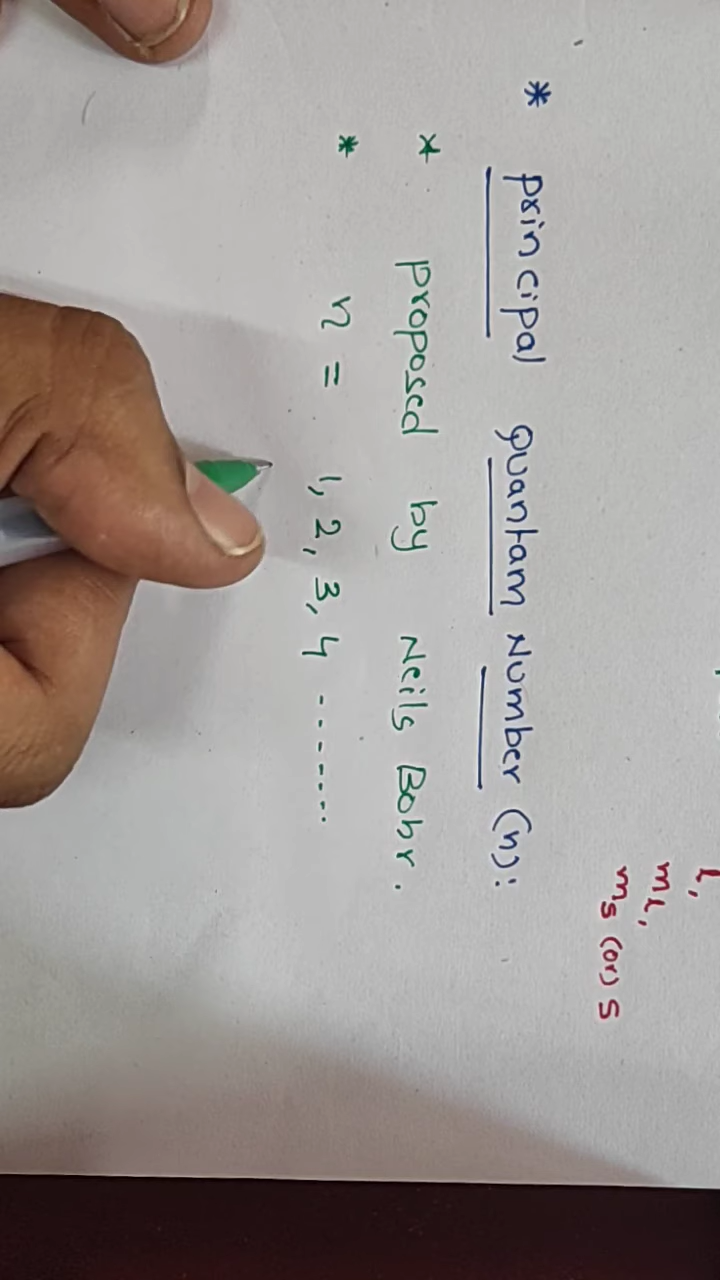 l,
mₗ,
mₛ (or) s
* principal quantam Number (n):
* proposed by Neils Bohr.
* n = 1, 2, 3, 4 .......